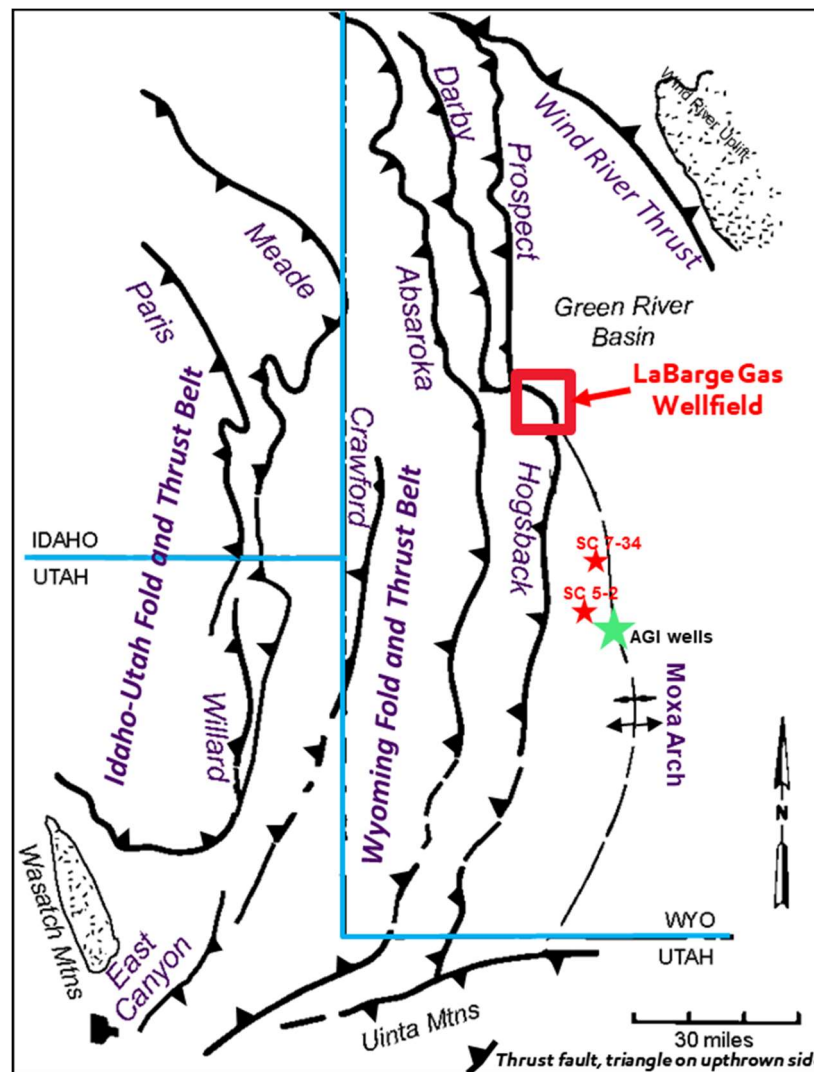 Wind River Uplift
Wind River Thrust
Darby
Prospect
Meade
Paris
Absaroka
Green River
Basin
LaBarge Gas
Wellfield
Idaho-Utah Fold and Thrust Belt
Crawford
Wyoming Fold and Thrust Belt
Hogsback
IDAHO
UTAH
SC 7-34
SC 5-2
AGI wells
Moxa Arch
Willard
N
Wasatch Mtns
East
Canyon
WYO
UTAH
Uinta Mtns
30 miles
Thrust fault, triangle on upthrown side